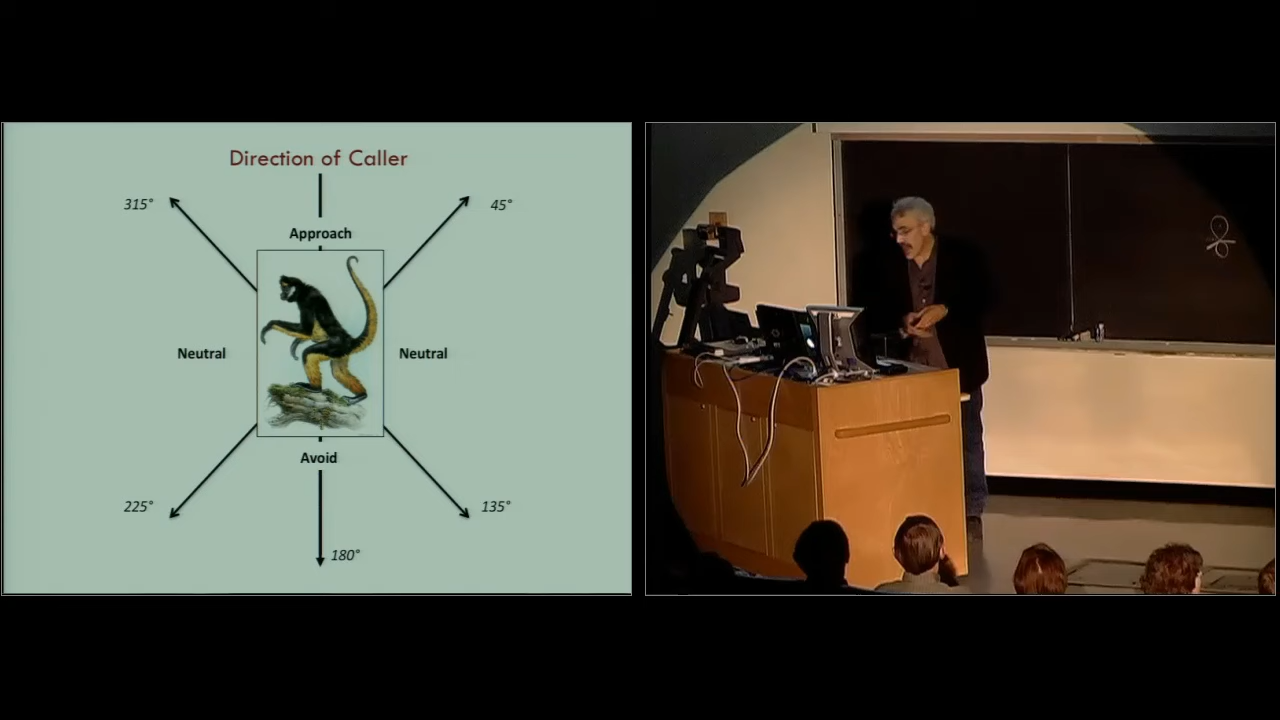 Direction of Caller
315°
45°
Approach
Neutral
Neutral
Avoid
225°
135°
180°